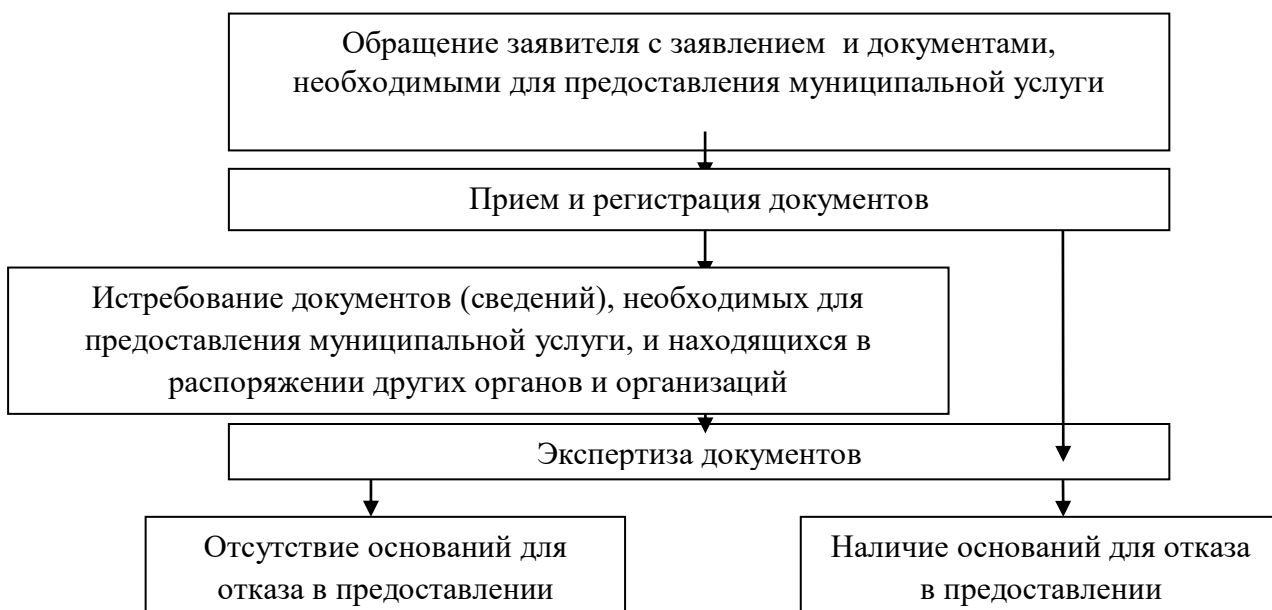 Обращение заявителя с заявлением  и документами,
необходимыми для предоставления муниципальной услуги
Прием и регистрация документов
Истребование документов (сведений), необходимых для
предоставления муниципальной услуги, и находящихся в
распоряжении других органов и организаций
Экспертиза документов
Отсутствие оснований для
отказа в предоставлении
Наличие оснований для отказа
в предоставлении